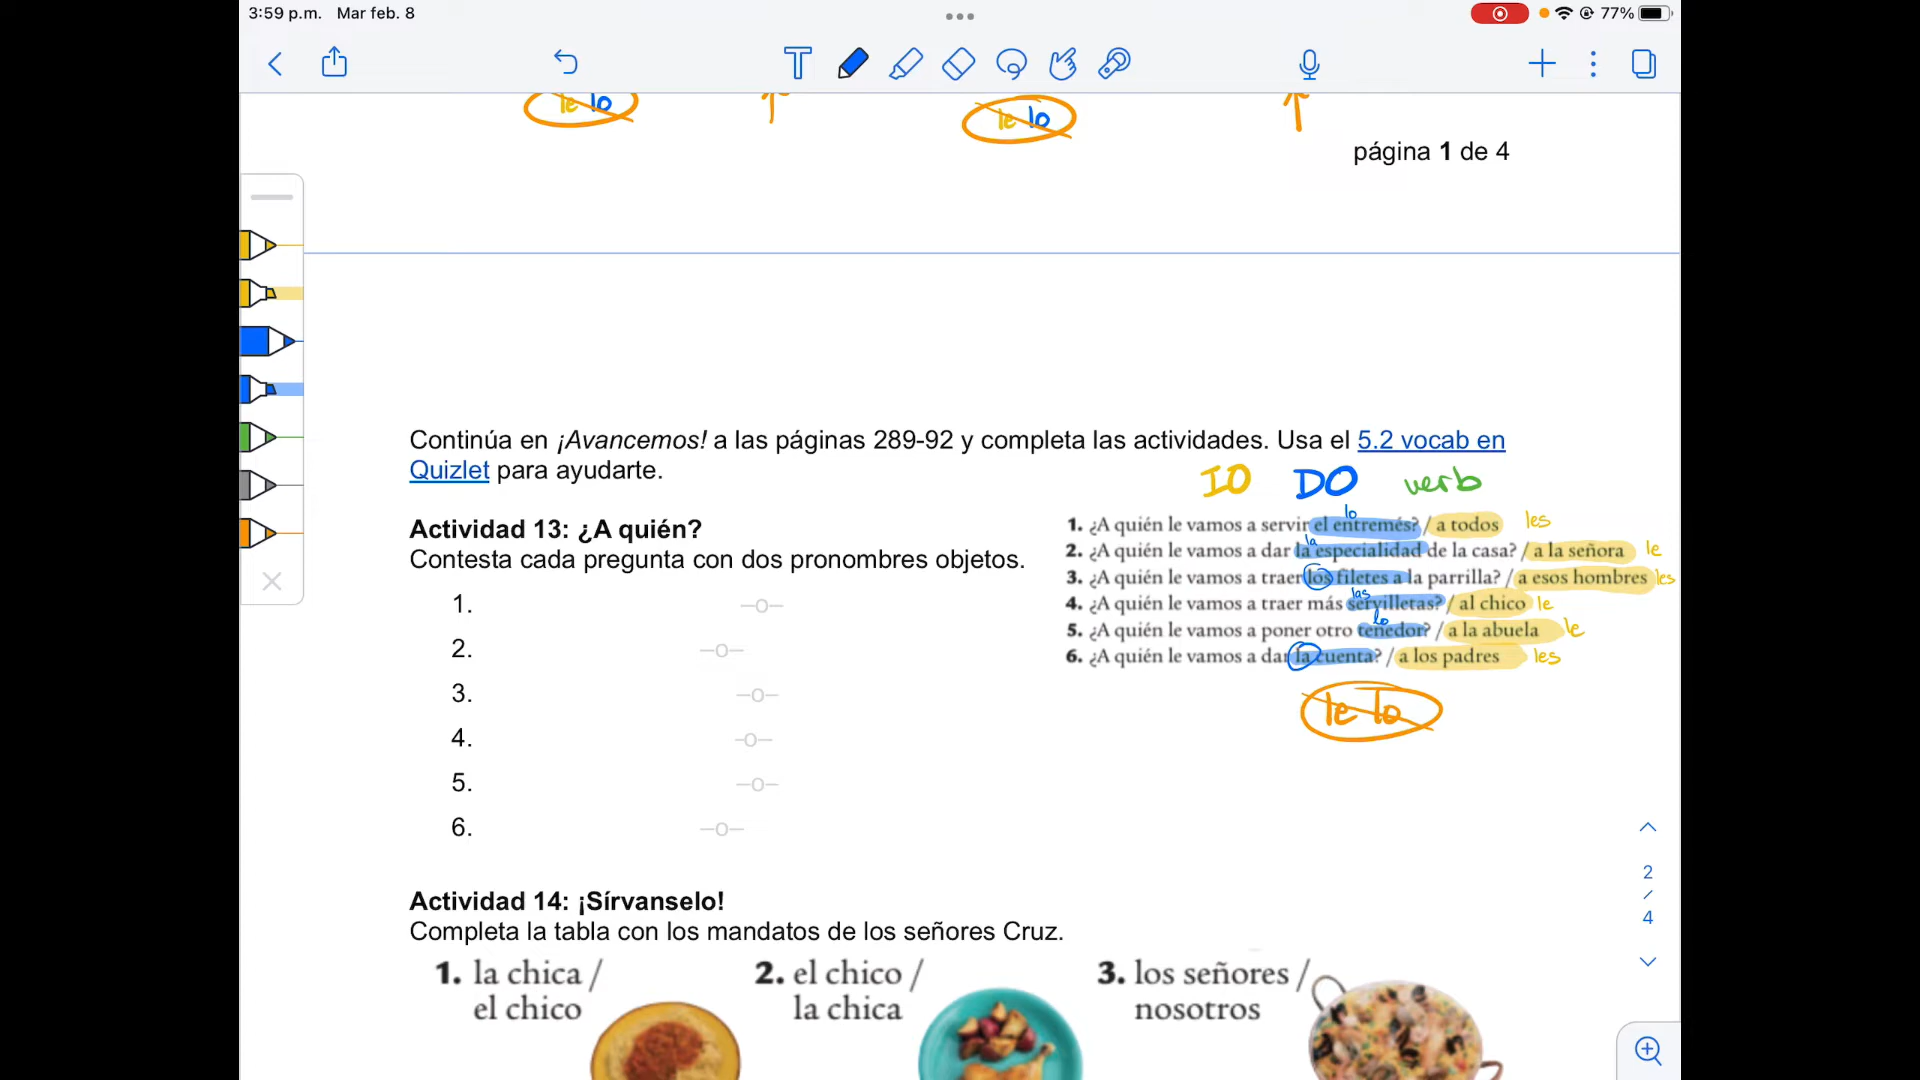 3:59 p.m. Mar feb. 8
77%
le lo
le lo
página 1 de 4
Continúa en ¡Avancemos! a las páginas 289-92 y completa las actividades. Usa el 5.2 vocab en
Quizlet para ayudarte.
IO DO verb
Actividad 13: ¿A quién?
Contesta cada pregunta con dos pronombres objetos.
1. —o—
2. —o—
3. —o—
4. —o—
5. —o—
6. —o—
lo
1. ¿A quién le vamos a servir el entremés? / a todos les
la
2. ¿A quién le vamos a dar la especialidad de la casa? / a la señora le
3. ¿A quién le vamos a traer los filetes a la parrilla? / a esos hombres les
las
4. ¿A quién le vamos a traer más servilletas? / al chico le
lo
5. ¿A quién le vamos a poner otro tenedor? / a la abuela le
6. ¿A quién le vamos a dar la cuenta? / a los padres les
le lo
Actividad 14: ¡Sírvanselo!
Completa la tabla con los mandatos de los señores Cruz.
1. la chica /
el chico
2. el chico /
la chica
3. los señores /
nosotros
2
/
4